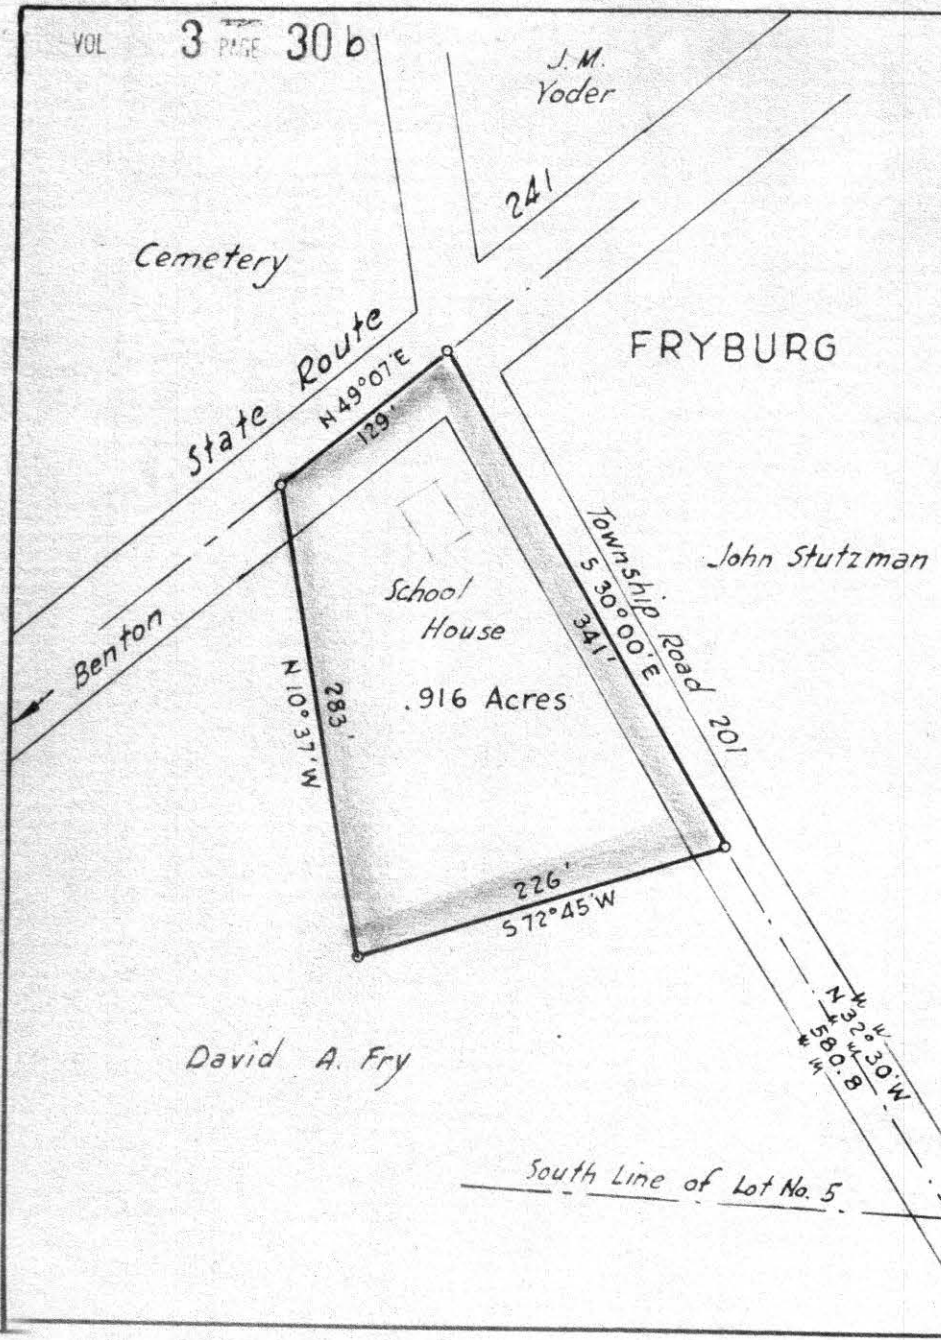 VOL 3 PAGE 30 b
J. M.
Yoder
241
Cemetery
State Route
FRYBURG
N 49°07'E
129'
Township Road 201
S 30°00'E
341'
John Stutzman
School
House
.916 Acres
Benton
N 10°37'W
283'
226'
S 72°45'W
N 32°30'W
580.8
David A. Fry
South Line of Lot No. 5